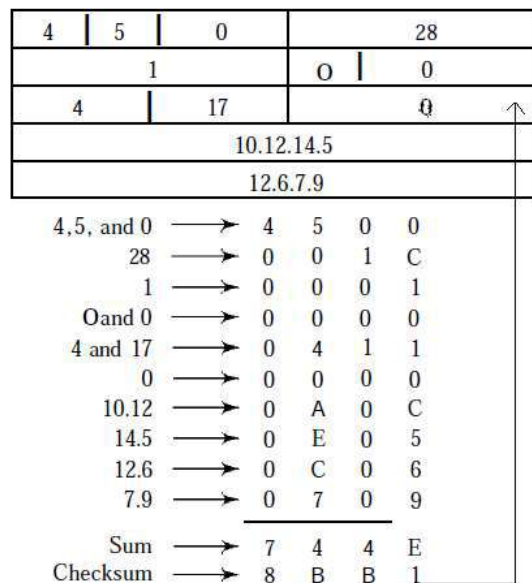 4 5 0 28
1 O 0
4 17 0
10.12.14.5
12.6.7.9
4,5, and 0 4 5 0 0
28 0 0 1 C
1 0 0 0 1
Oand 0 0 0 0 0
4 and 17 0 4 1 1
0 0 0 0 0
10.12 0 A 0 C
14.5 0 E 0 5
12.6 0 C 0 6
7.9 0 7 0 9
Sum 7 4 4 E
Checksum 8 B B 1